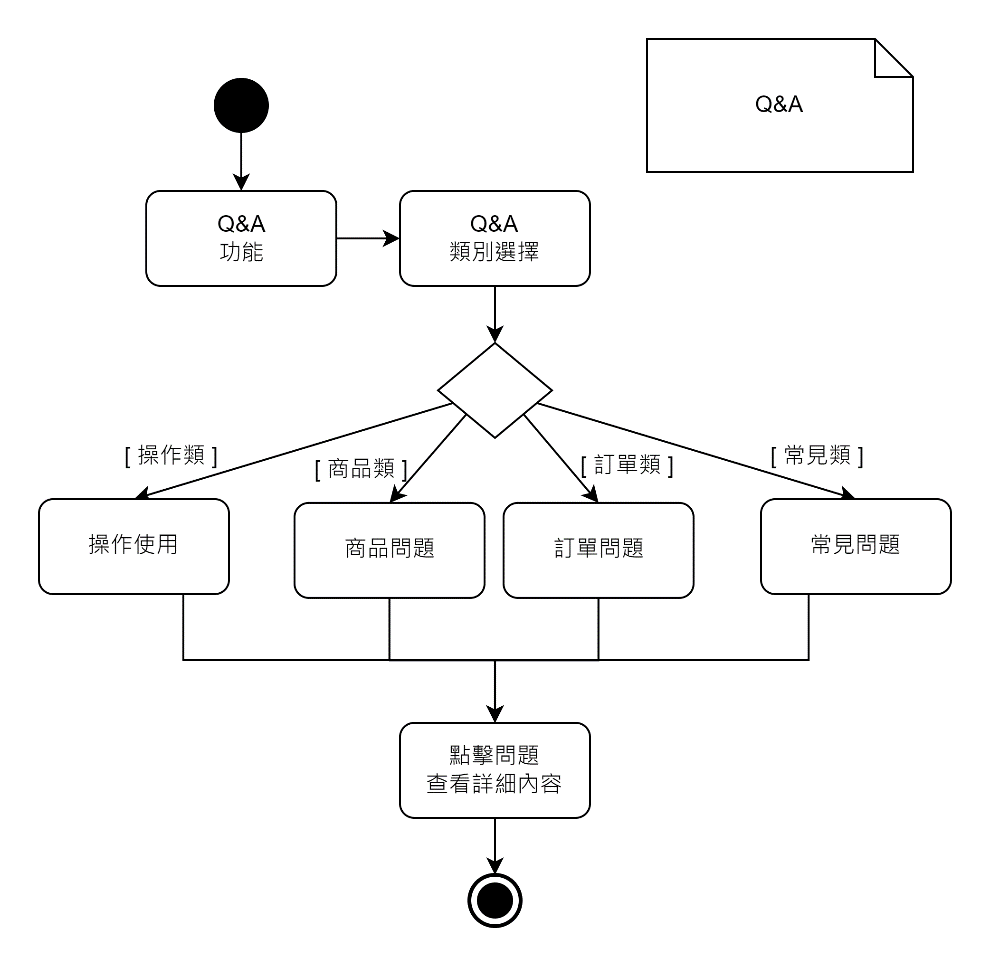 Q&A
Q&A
功能
Q&A
類別選擇
[ 操作類 ]
[ 商品類 ]
[ 訂單類 ]
[ 常見類 ]
操作使用
商品問題
訂單問題
常見問題
點擊問題
查看詳細內容